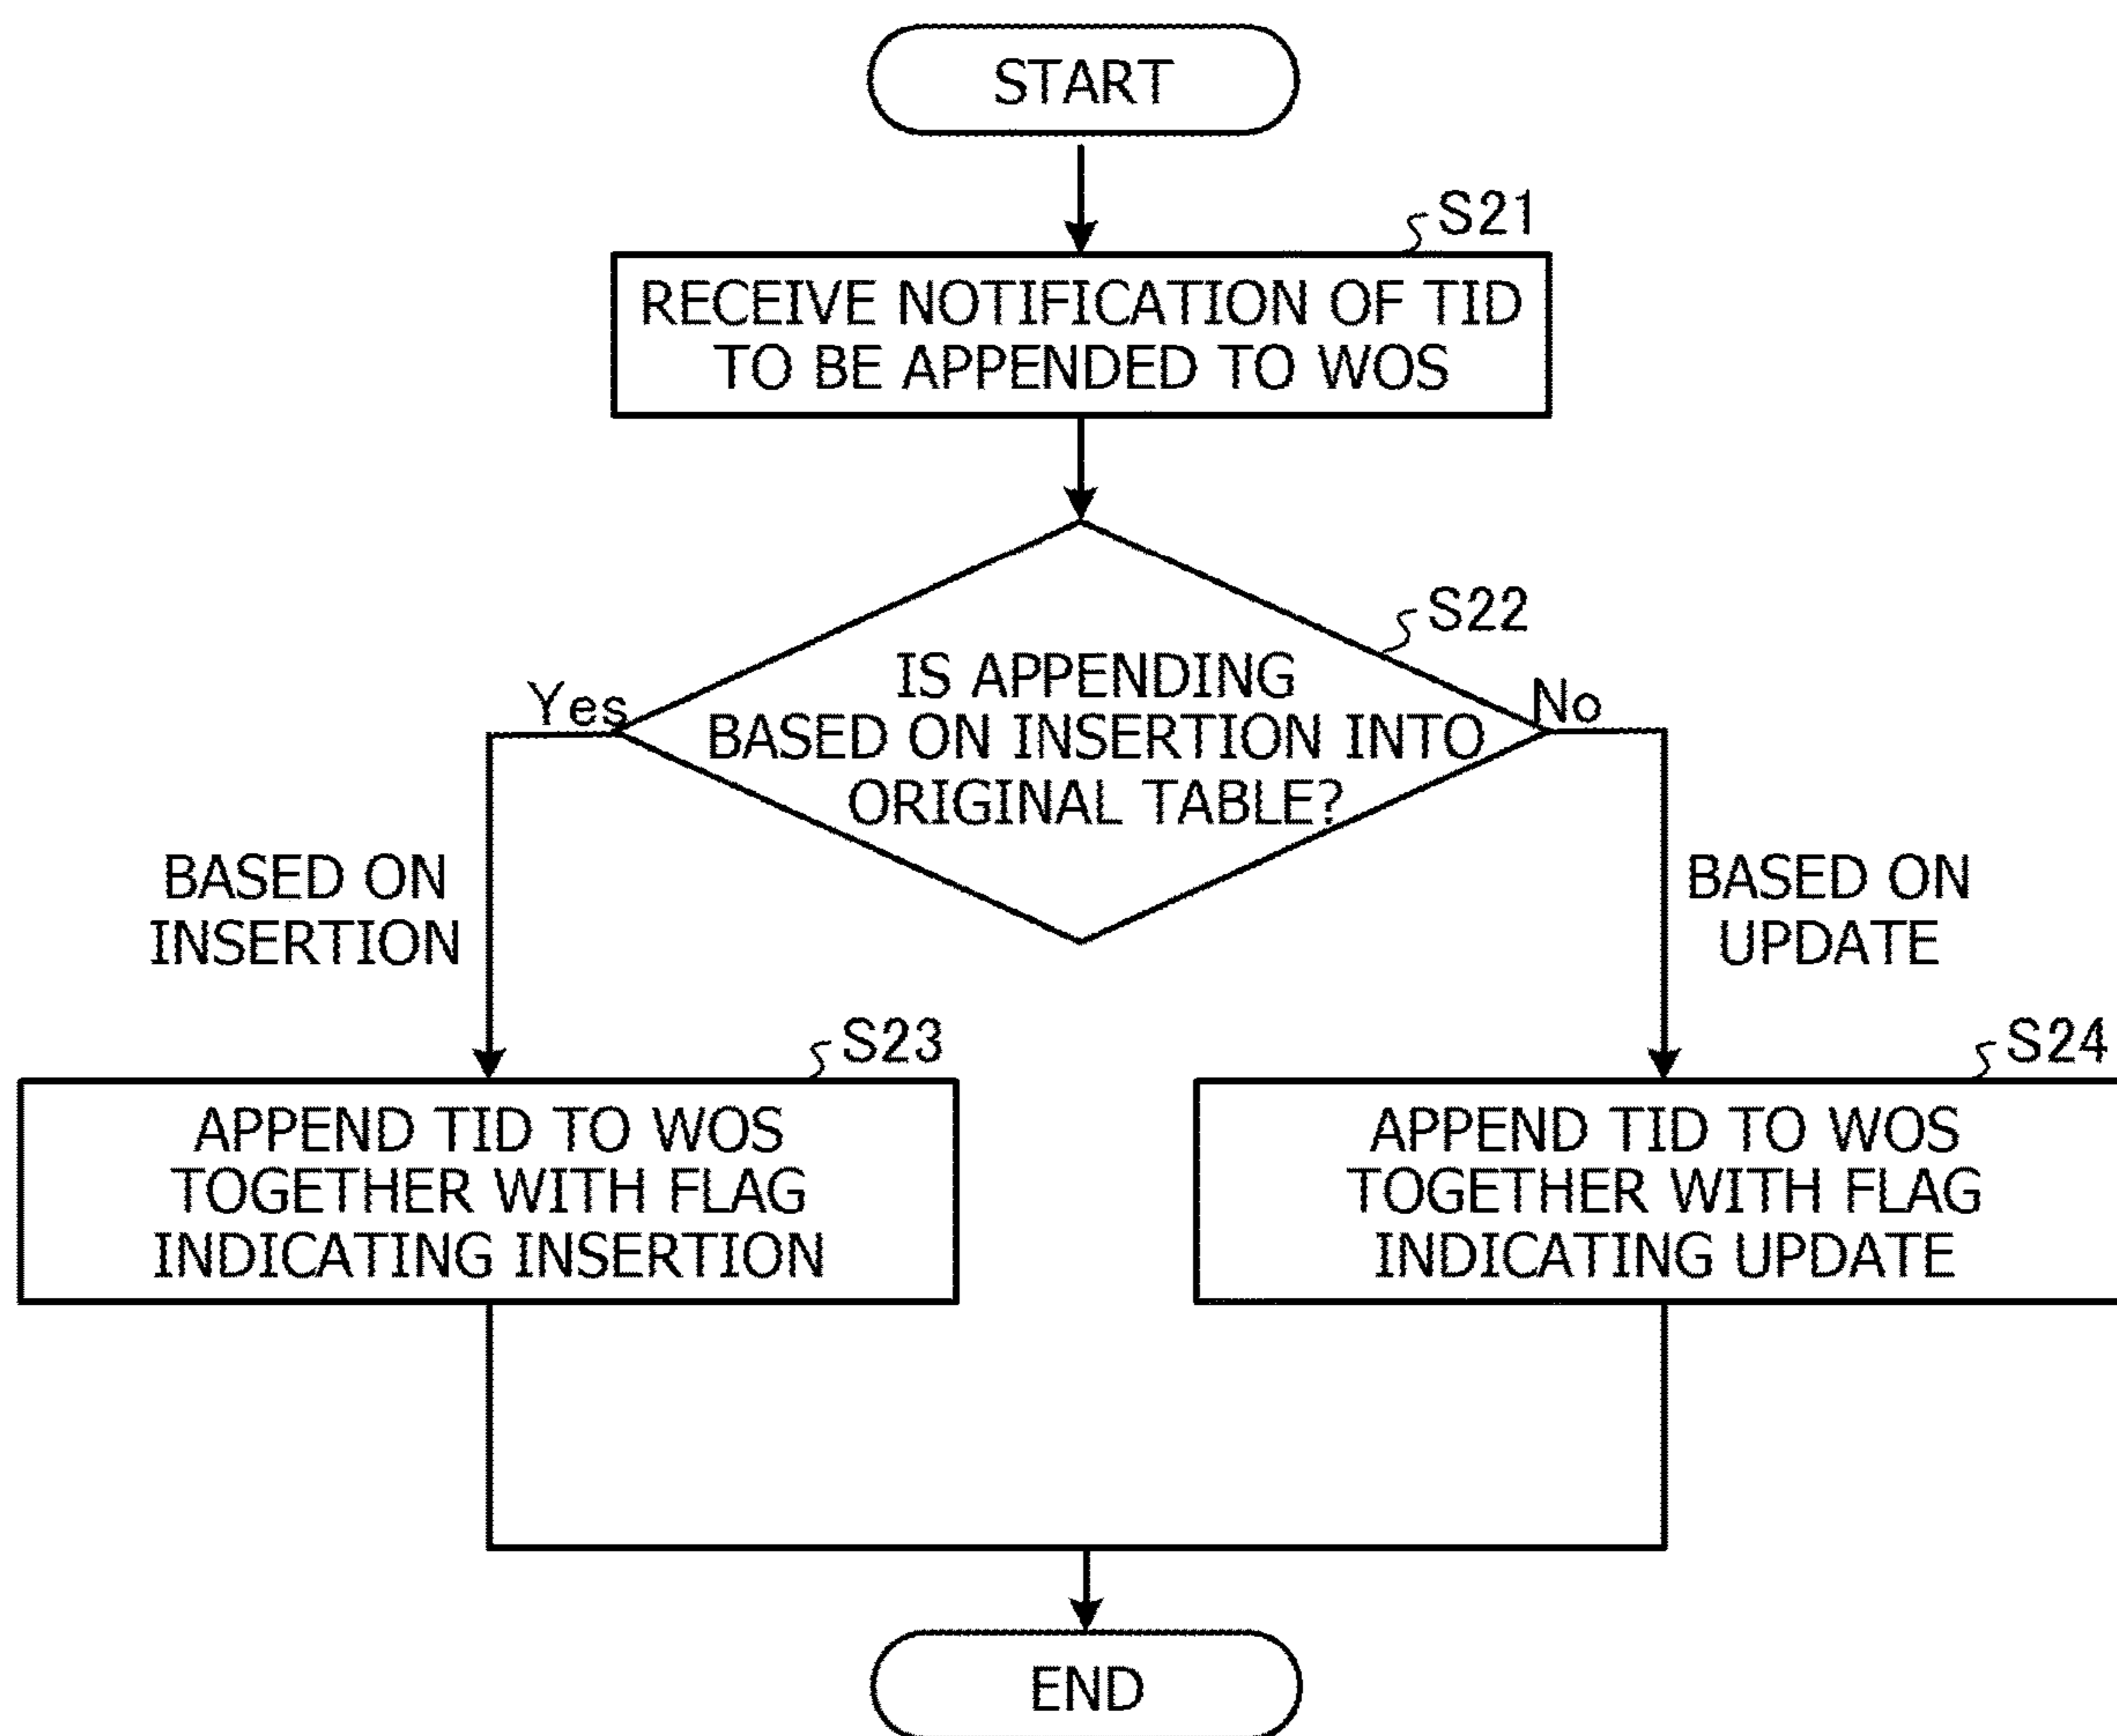 START
S21
RECEIVE NOTIFICATION OF TID
TO BE APPENDED TO WOS
S22
IS APPENDING
BASED ON INSERTION INTO
ORIGINAL TABLE?
Yes
No
BASED ON
INSERTION
BASED ON
UPDATE
S23
APPEND TID TO WOS
TOGETHER WITH FLAG
INDICATING INSERTION
S24
APPEND TID TO WOS
TOGETHER WITH FLAG
INDICATING UPDATE
END